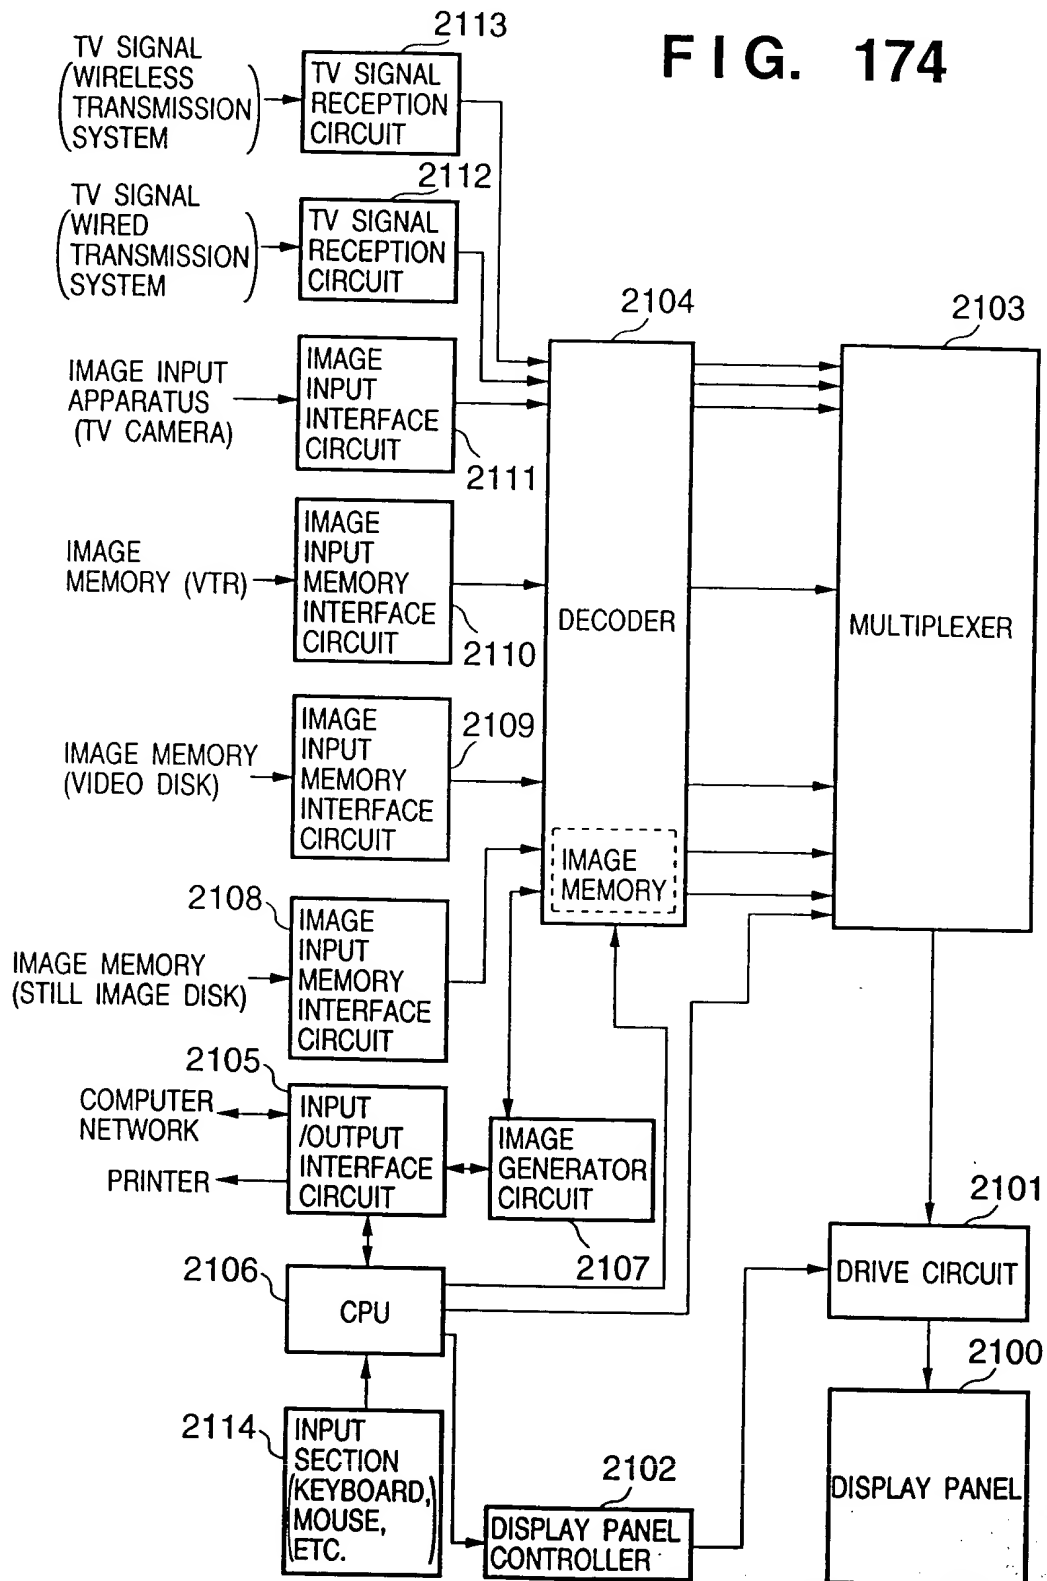 FIG. 174
2113
TV SIGNAL
(WIRELESS
TRANSMISSION
SYSTEM)
TV SIGNAL
RECEPTION
CIRCUIT
2112
TV SIGNAL
(WIRED
TRANSMISSION
SYSTEM)
TV SIGNAL
RECEPTION
CIRCUIT
2104
2103
IMAGE INPUT
APPARATUS
(TV CAMERA)
IMAGE
INPUT
INTERFACE
CIRCUIT
2111
IMAGE
MEMORY (VTR)
IMAGE
INPUT
MEMORY
INTERFACE
CIRCUIT
2110
DECODER
MULTIPLEXER
IMAGE MEMORY
(VIDEO DISK)
IMAGE
INPUT
MEMORY
INTERFACE
CIRCUIT
2109
IMAGE
MEMORY
2108
IMAGE MEMORY
(STILL IMAGE DISK)
IMAGE
INPUT
MEMORY
INTERFACE
CIRCUIT
2105
COMPUTER
NETWORK
PRINTER
INPUT
/OUTPUT
INTERFACE
CIRCUIT
IMAGE
GENERATOR
CIRCUIT
2107
2101
DRIVE CIRCUIT
2106
CPU
2100
DISPLAY PANEL
2114
INPUT
SECTION
(KEYBOARD,
MOUSE,
ETC.)
2102
DISPLAY PANEL
CONTROLLER